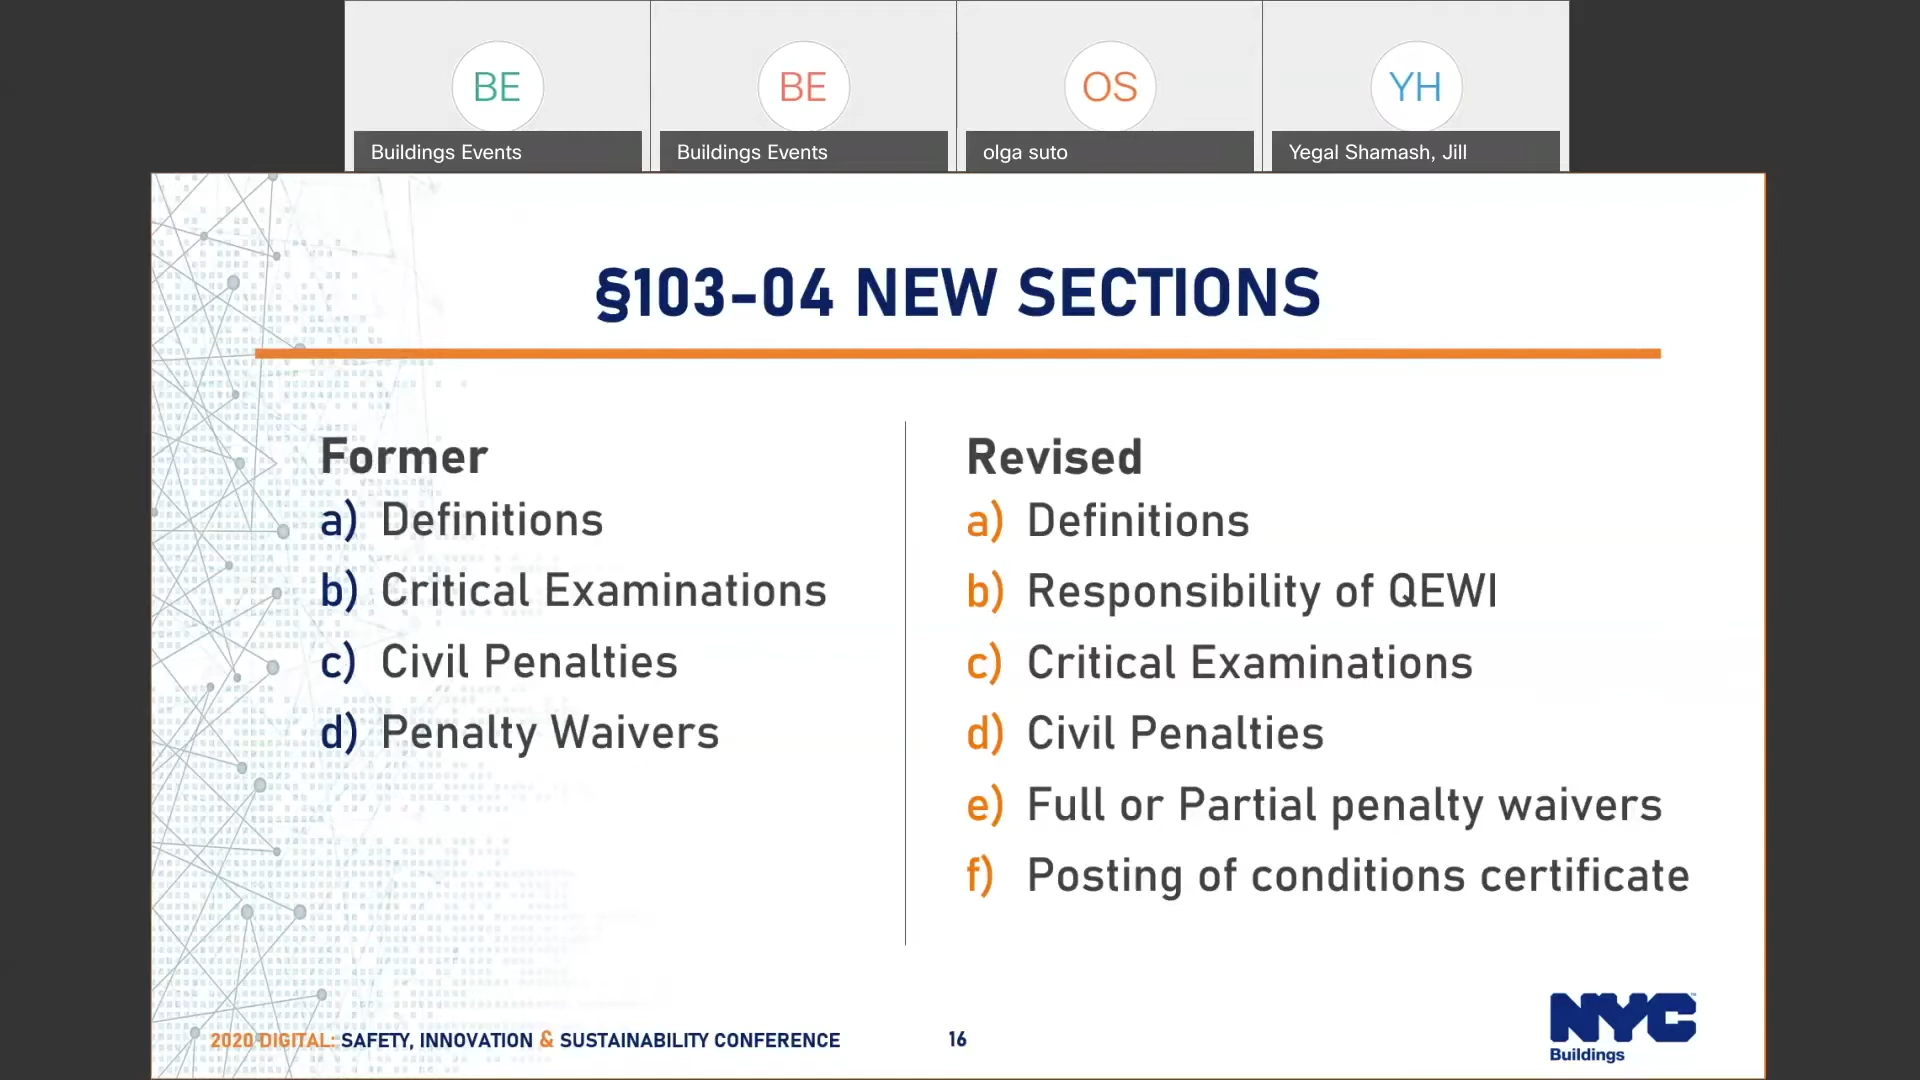 BE
BE
OS
YH
Buildings Events
Buildings Events
olga suto
Yegal Shamash, Jill
§103-04 NEW SECTIONS
Former
a) Definitions
b) Critical Examinations
c) Civil Penalties
d) Penalty Waivers
Revised
a) Definitions
b) Responsibility of QEWI
c) Critical Examinations
d) Civil Penalties
e) Full or Partial penalty waivers
f) Posting of conditions certificate
2020 DIGITAL: SAFETY, INNOVATION & SUSTAINABILITY CONFERENCE
16
NYC
Buildings